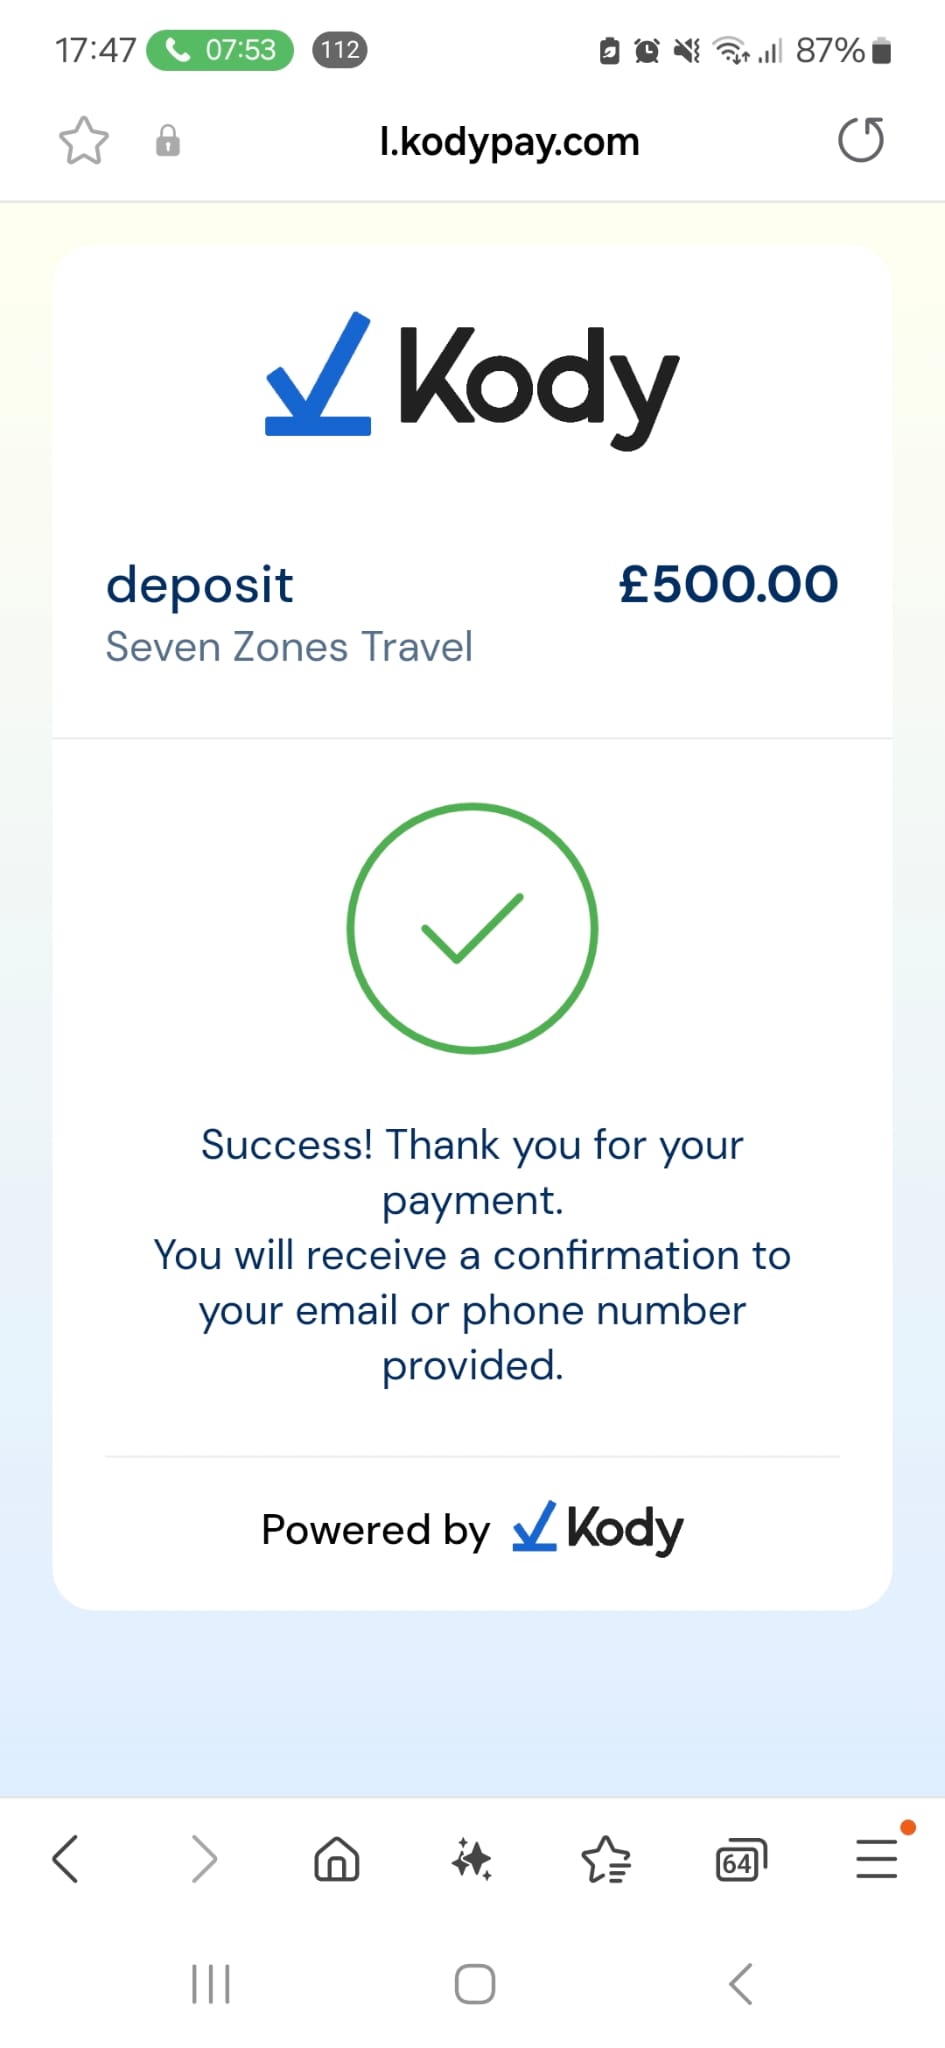 17:47 07:53 112 87%
l.kodypay.com
Kody
deposit £500.00
Seven Zones Travel
Success! Thank you for your
payment.
You will receive a confirmation to
your email or phone number
provided.
Powered by Kody
64